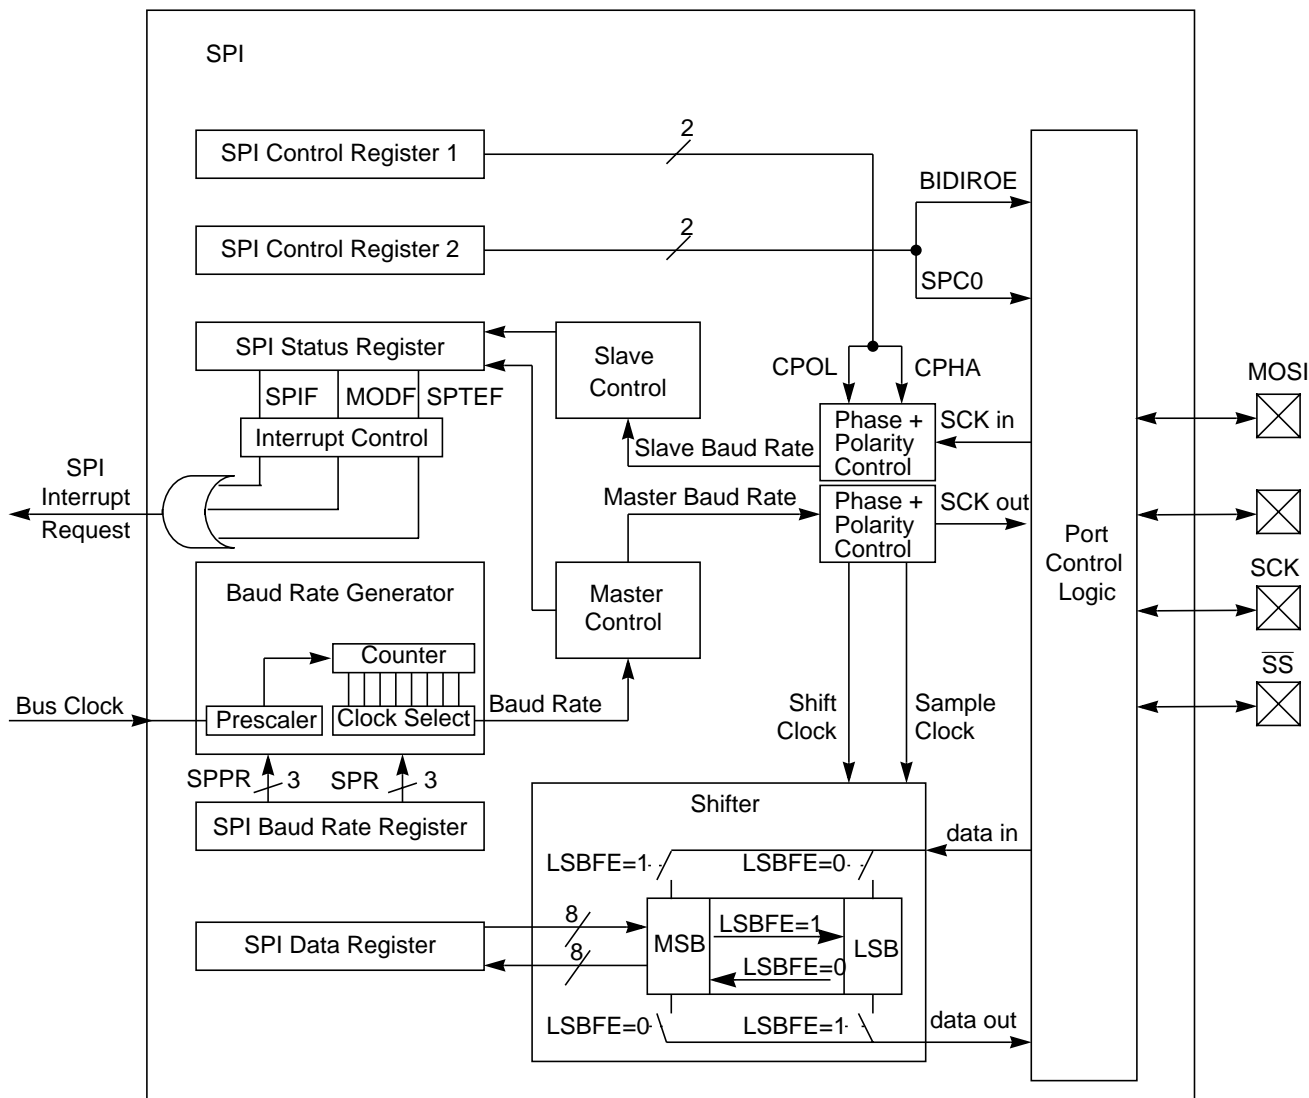 SPI
SPI Control Register 1
2
BIDIROE
SPI Control Register 2
2
SPC0
SPI Status Register
Slave
Control
CPOL
CPHA
MOSI
SPIF
MODF
SPTEF
Interrupt Control
Slave Baud Rate
Phase +
Polarity
Control
SCK in
SPI
Interrupt
Request
Master Baud Rate
Phase +
Polarity
Control
SCK out
Port
Control
Logic
SCK
Baud Rate Generator
Master
Control
SS
Counter
Bus Clock
Prescaler
Clock Select
Baud Rate
Shift
Clock
Sample
Clock
SPPR
3
SPR
3
SPI Baud Rate Register
Shifter
data in
LSBFE=1
LSBFE=0
SPI Data Register
8
8
MSB
LSBFE=1
LSBFE=0
LSB
LSBFE=0
LSBFE=1
data out